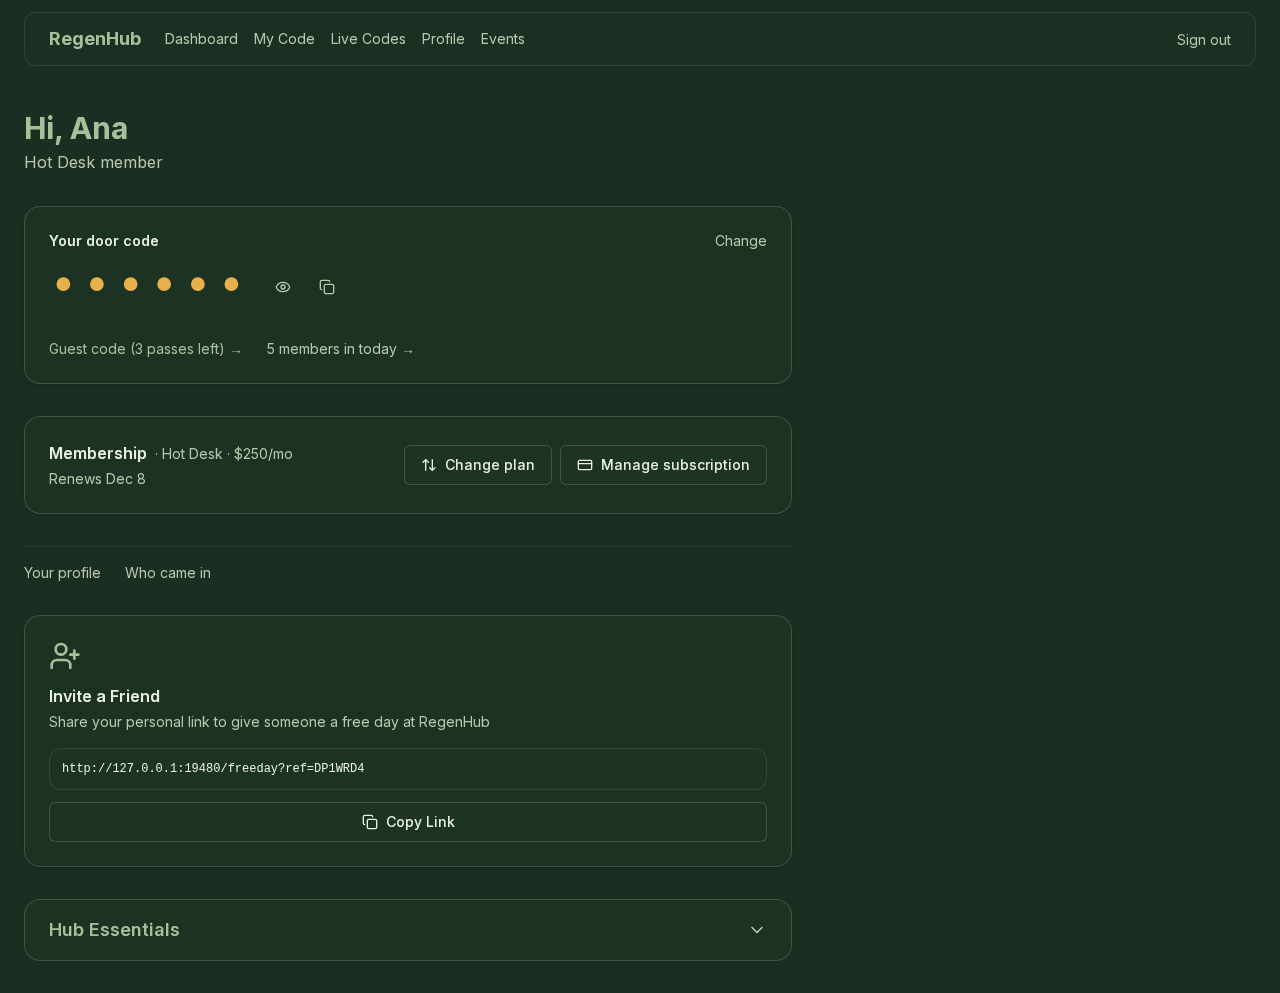 RegenHub Dashboard My Code Live Codes Profile Events Sign out
Hi, Ana
Hot Desk member
Your door code Change
Guest code (3 passes left) → 5 members in today →
Membership · Hot Desk · $250/mo
Renews Dec 8
Change plan Manage subscription
Your profile Who came in
Invite a Friend
Share your personal link to give someone a free day at RegenHub
http://127.0.0.1:19480/freeday?ref=DP1WRD4
Copy Link
Hub Essentials